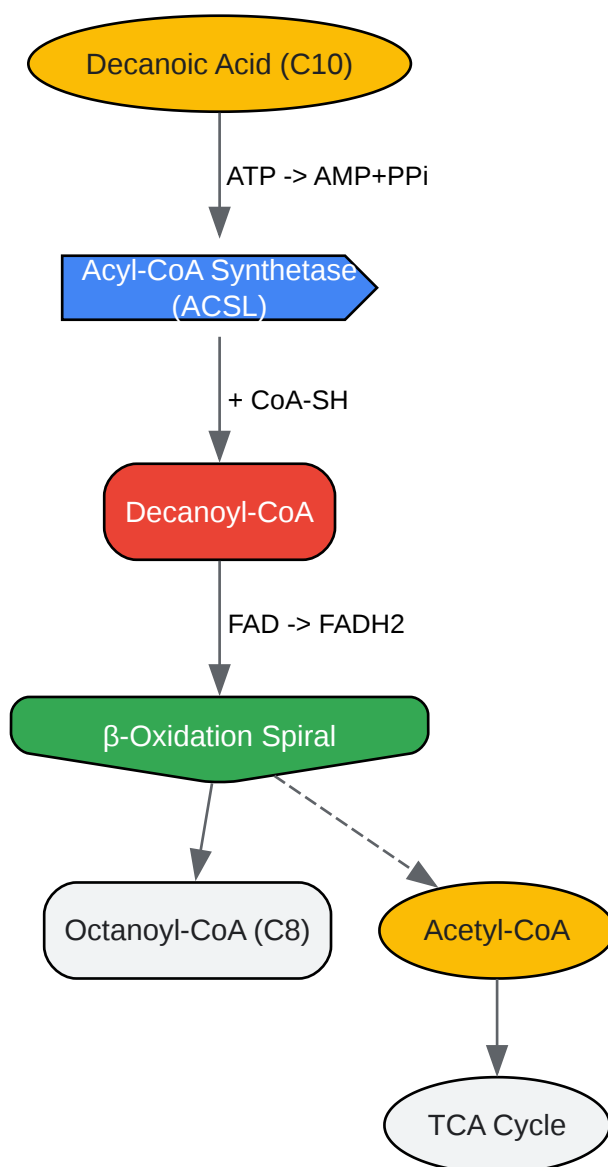 Decanoic Acid (C10)
ATP -> AMP+PPi
Acyl-CoA Synthetase
(ACSL)
+ CoA-SH
Decanoyl-CoA
FAD -> FADH2
β-Oxidation Spiral
Octanoyl-CoA (C8)
Acetyl-CoA
TCA Cycle